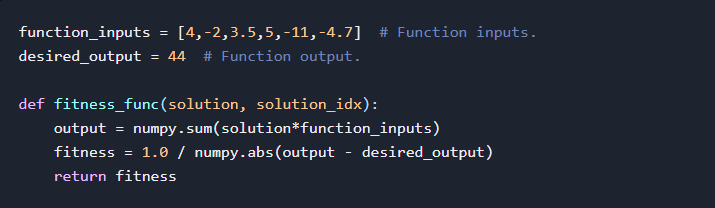 function_inputs = [4,-2,3.5,5,-11,-4.7]  # Function inputs.
desired_output = 44  # Function output.

def fitness_func(solution, solution_idx):
    output = numpy.sum(solution*function_inputs)
    fitness = 1.0 / numpy.abs(output - desired_output)
    return fitness